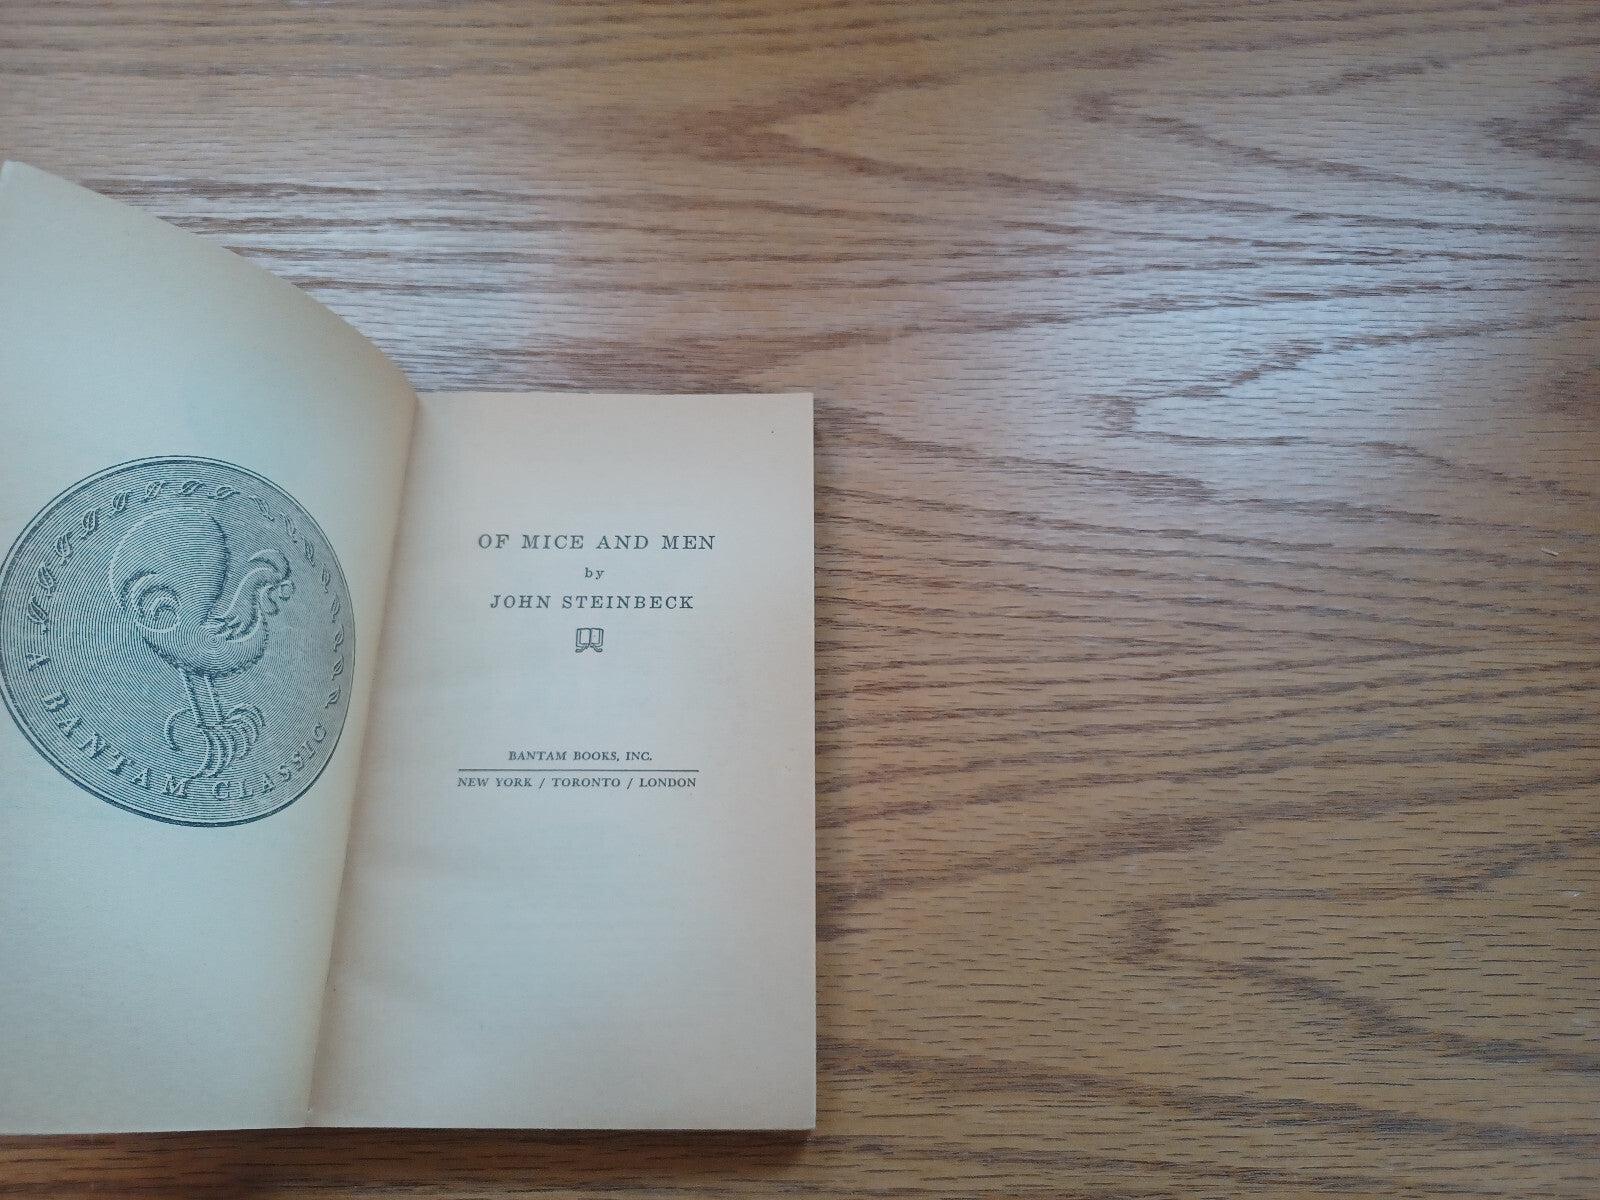 A BANTAM CLASSIC
OF MICE AND MEN
by
JOHN STEINBECK
BANTAM BOOKS, INC.
NEW YORK / TORONTO / LONDON